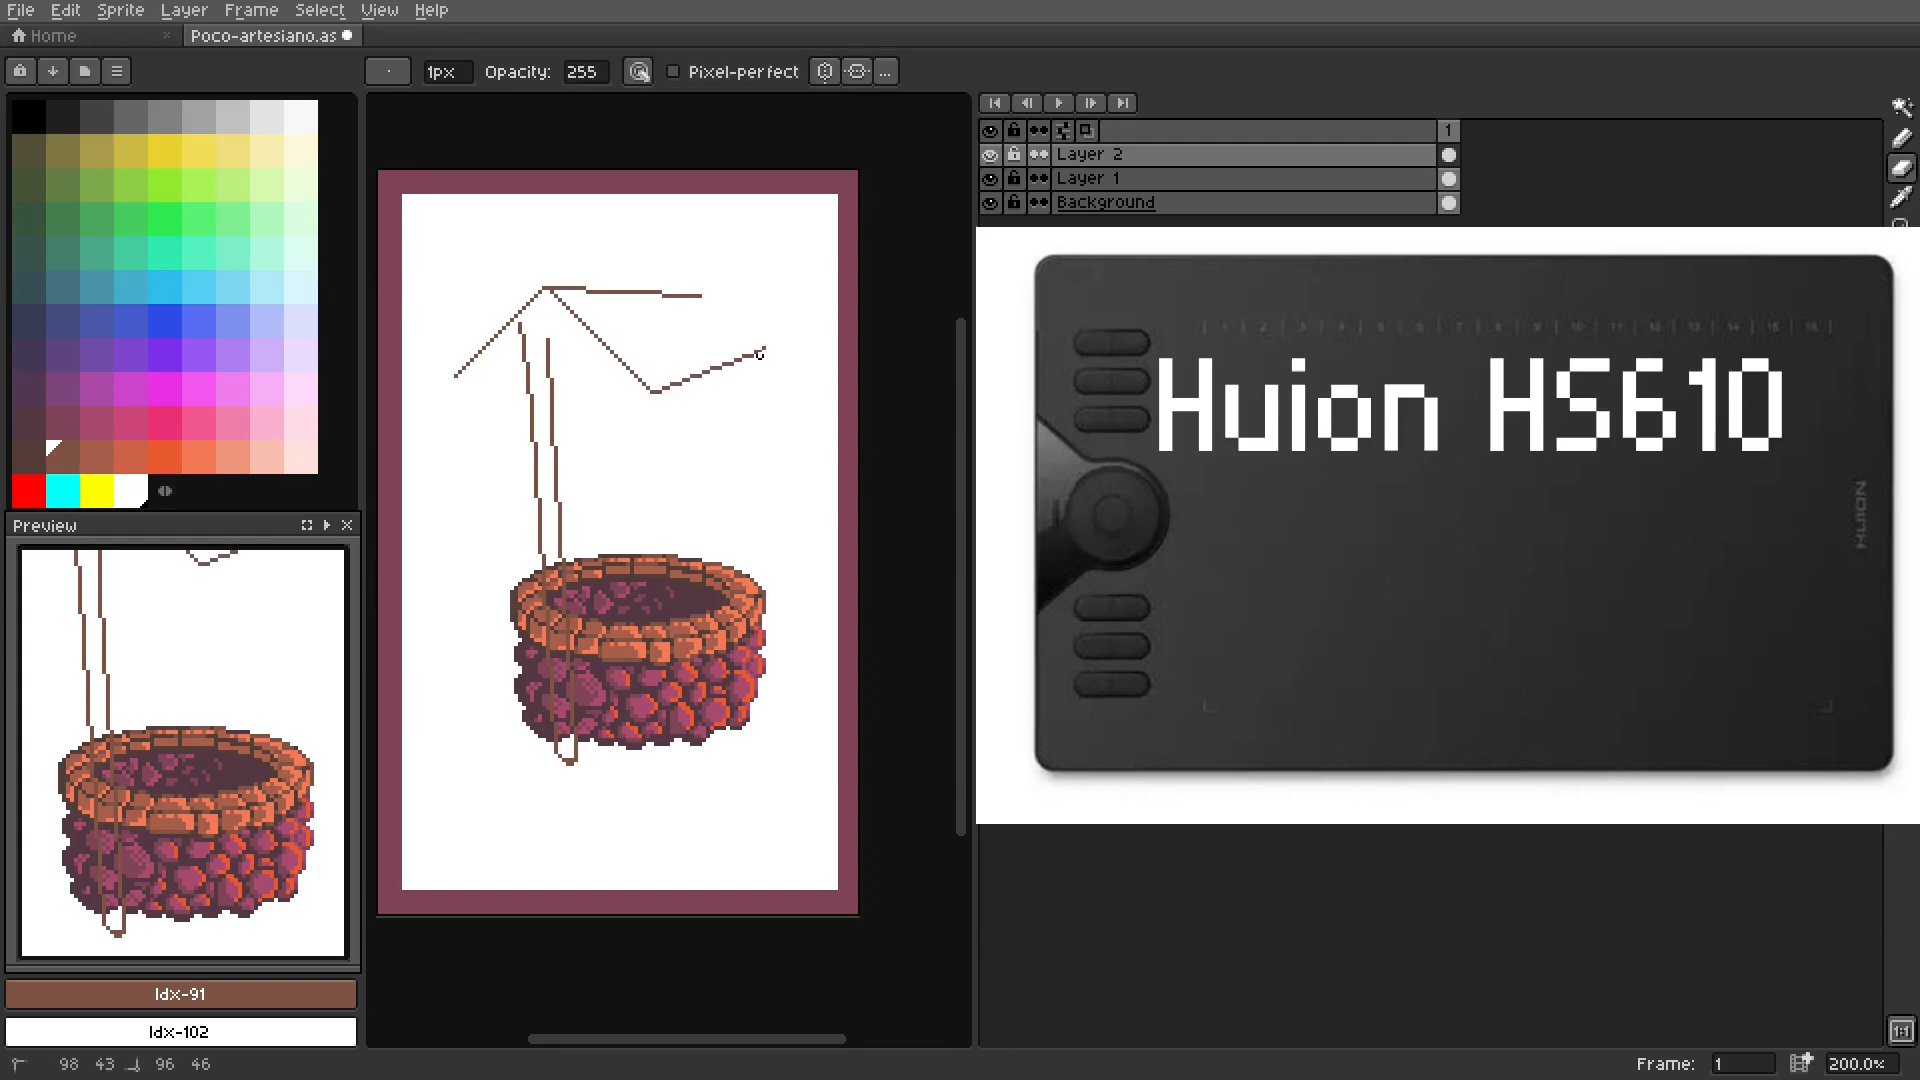 File Edit Sprite Layer Frame Select View Help
Home
Poco-artesiano.as
1px Opacity: 255 Pixel-perfect ...
1
Layer 2
Layer 1
Background
Huion HS610
HUION
Preview
Idx-91
Idx-102
98 43 96 46
Frame: 1 200.0%
1:1